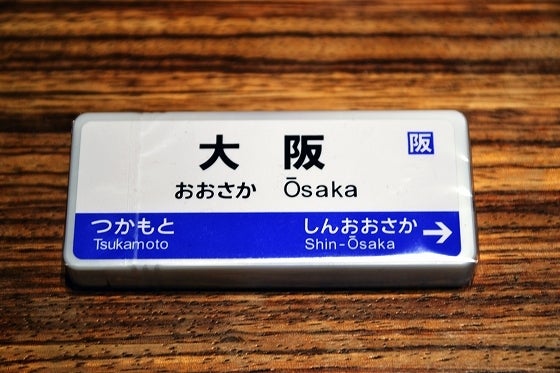 大阪
阪
おおさか Ōsaka
つかもと しんおおさか →
Tsukamoto Shin-Ōsaka